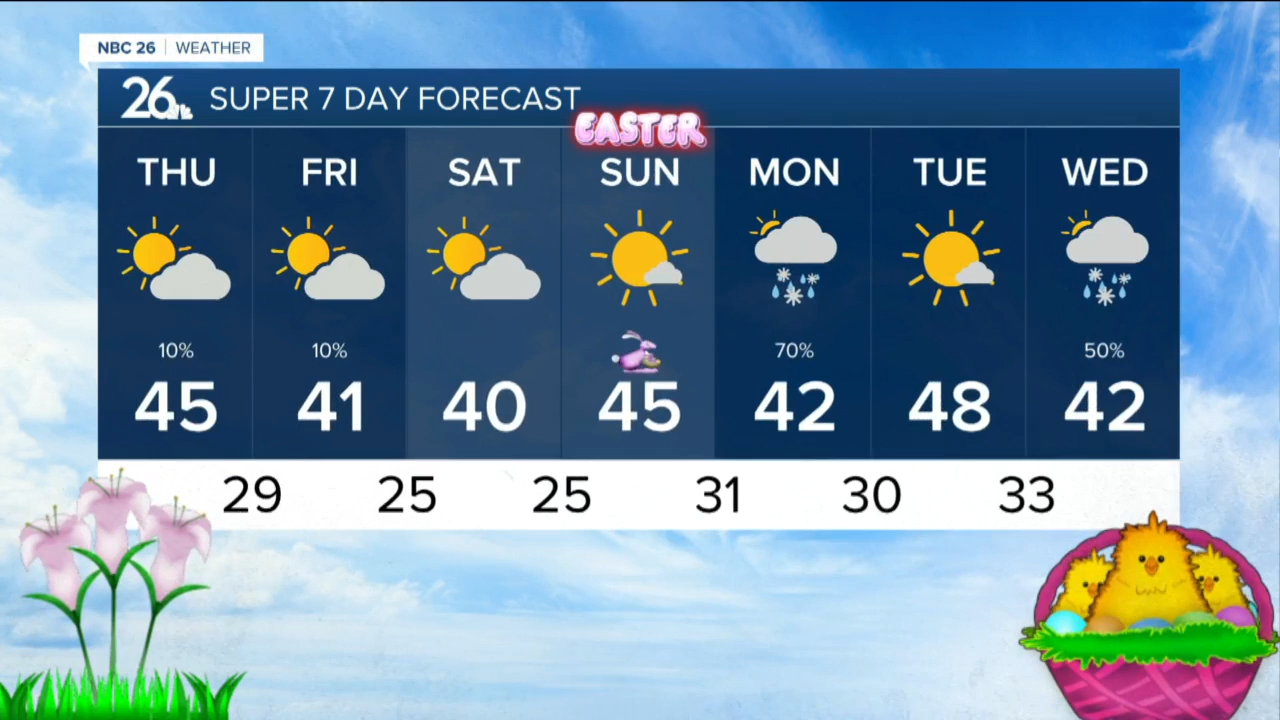 NBC 26 | WEATHER
26 SUPER 7 DAY FORECAST
EASTER
THU FRI SAT SUN MON TUE WED
10% 10% 70% 50%
45 41 40 45 42 48 42
29 25 25 31 30 33